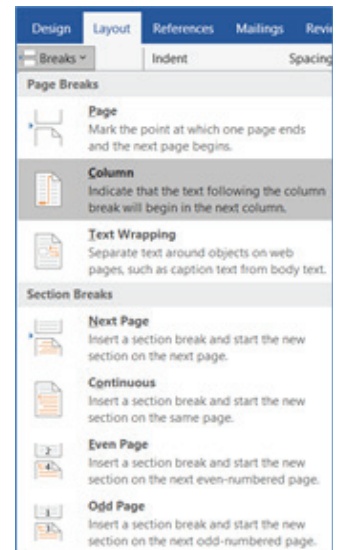 Design Layout References Mailings
Breaks Indent Spacing
Page Breaks
Page
Mark the point at which one page ends
and the next page begins.
Column
Indicate that the text following the column
break will begin in the next column.
Text Wrapping
Separate text around objects on web
pages, such as caption text from body text.
Section Breaks
Next Page
Insert a section break and start the new
section on the next page.
Continuous
Insert a section break and start the new
section on the same page.
Even Page
Insert a section break and start the new
section on the next even-numbered page.
Odd Page
Insert a section break and start the new
section on the next odd-numbered page.